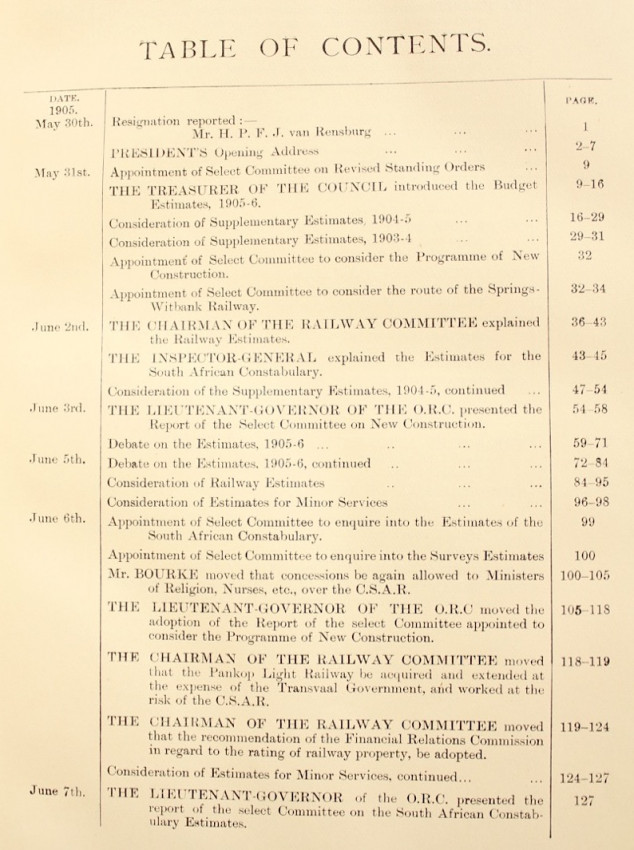 TABLE OF CONTENTS.
DATE.
1905.
PAGE.
May 30th. Resignation reported :—
Mr. H. P. F. J. van Rensburg ... ... ... 1
PRESIDENT'S Opening Address ... ... ... 2–7
May 31st. Appointment of Select Committee on Revised Standing Orders ... 9
THE TREASURER OF THE COUNCIL introduced the Budget 9–16
Estimates, 1905-6.
Consideration of Supplementary Estimates, 1904-5 ... ... 16–29
Consideration of Supplementary Estimates, 1903-4 ... ... 29–31
Appointment of Select Committee to consider the Programme of New 32
Construction.
Appointment of Select Committee to consider the route of the Springs- 32–34
Witbank Railway.
June 2nd. THE CHAIRMAN OF THE RAILWAY COMMITTEE explained 36–43
the Railway Estimates.
THE INSPECTOR-GENERAL explained the Estimates for the 43–45
South African Constabulary.
Consideration of the Supplementary Estimates, 1904-5, continued ... 47–54
June 3rd. THE LIEUTENANT-GOVERNOR OF THE O.R.C. presented the 54–58
Report of the Select Committee on New Construction.
Debate on the Estimates, 1905-6 ... .. ... ... 59–71
June 5th. Debate on the Estimates, 1905-6, continued .. ... ... 72–84
Consideration of Railway Estimates .. ... ... 84–95
Consideration of Estimates for Minor Services ... ... 96–98
June 6th. Appointment of Select Committee to enquire into the Estimates of the 99
South African Constabulary.
Appointment of Select Committee to enquire into the Surveys Estimates 100
Mr. BOURKE moved that concessions be again allowed to Ministers 100–105
of Religion, Nurses, etc., over the C.S.A.R.
THE LIEUTENANT-GOVERNOR OF THE O.R.C moved the 105–118
adoption of the Report of the select Committee appointed to
consider the Programme of New Construction.
THE CHAIRMAN OF THE RAILWAY COMMITTEE moved 118–119
that the Pankop Light Railway be acquired and extended at
the expense of the Transvaal Government, and worked at the
risk of the C.S.A.R.
THE CHAIRMAN OF THE RAILWAY COMMITTEE moved 119–124
that the recommendation of the Financial Relations Commission
in regard to the rating of railway property, be adopted.
Consideration of Estimates for Minor Services, continued... ... 124–127
June 7th. THE LIEUTENANT-GOVERNOR of the O.R.C. presented the 127
report of the select Committee on the South African Constab-
ulary Estimates.